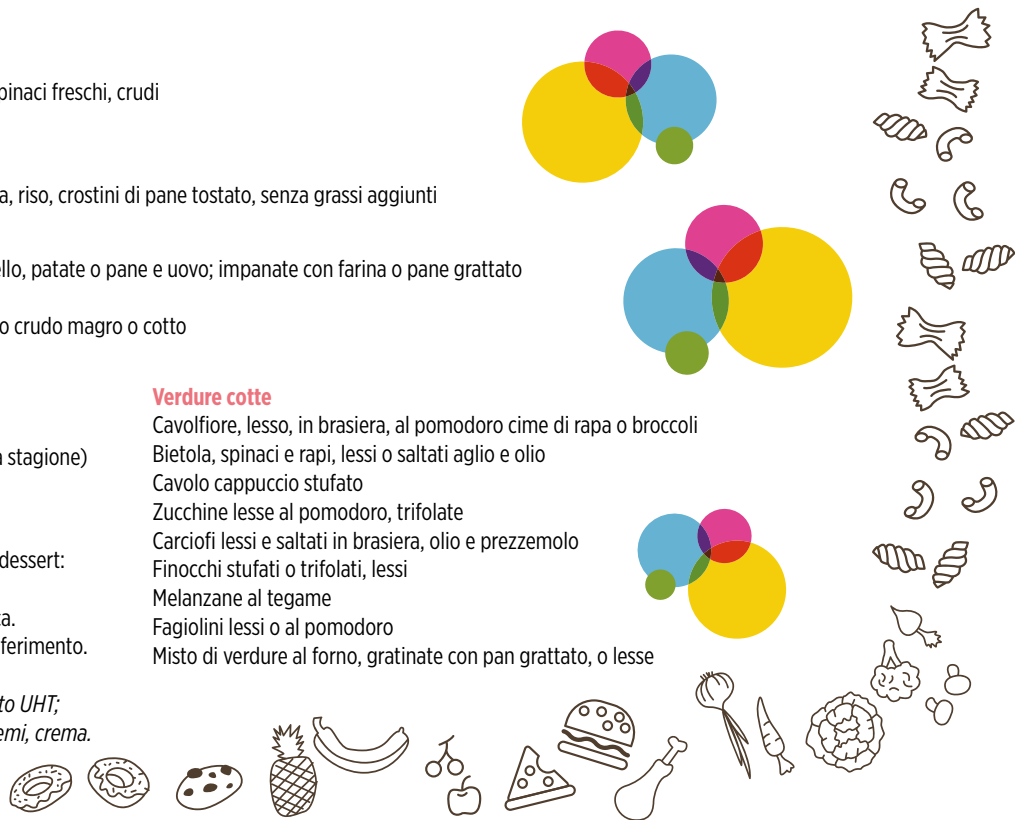 pinaci freschi, crudi
a, riso, crostini di pane tostato, senza grassi aggiunti
ello, patate o pane e uovo; impanate con farina o pane grattato
o crudo magro o cotto
a stagione)
dessert:
a.
ferimento.
to UHT;
emi, crema.
Verdure cotte
Cavolfiore, lesso, in brasiera, al pomodoro cime di rapa o broccoli
Bietola, spinaci e rapi, lessi o saltati aglio e olio
Cavolo cappuccio stufato
Zucchine lesse al pomodoro, trifolate
Carciofi lessi e saltati in brasiera, olio e prezzemolo
Finocchi stufati o trifolati, lessi
Melanzane al tegame
Fagiolini lessi o al pomodoro
Misto di verdure al forno, gratinate con pan grattato, o lesse